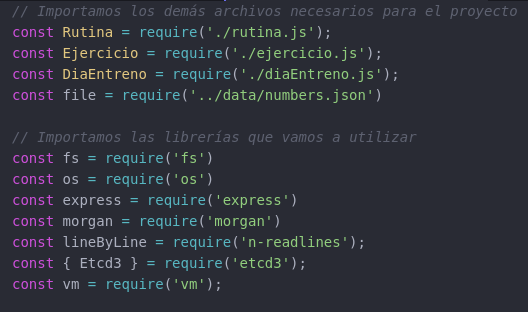 // Importamos los demás archivos necesarios para el proyecto
const Rutina = require('./rutina.js');
const Ejercicio = require('./ejercicio.js');
const DiaEntreno = require('./diaEntreno.js');
const file = require('../data/numbers.json')
// Importamos las librerías que vamos a utilizar
const fs = require('fs')
const os = require('os')
const express = require('express')
const morgan = require('morgan')
const lineByLine = require('n-readlines');
const { Etcd3 } = require('etcd3');
const vm = require('vm');